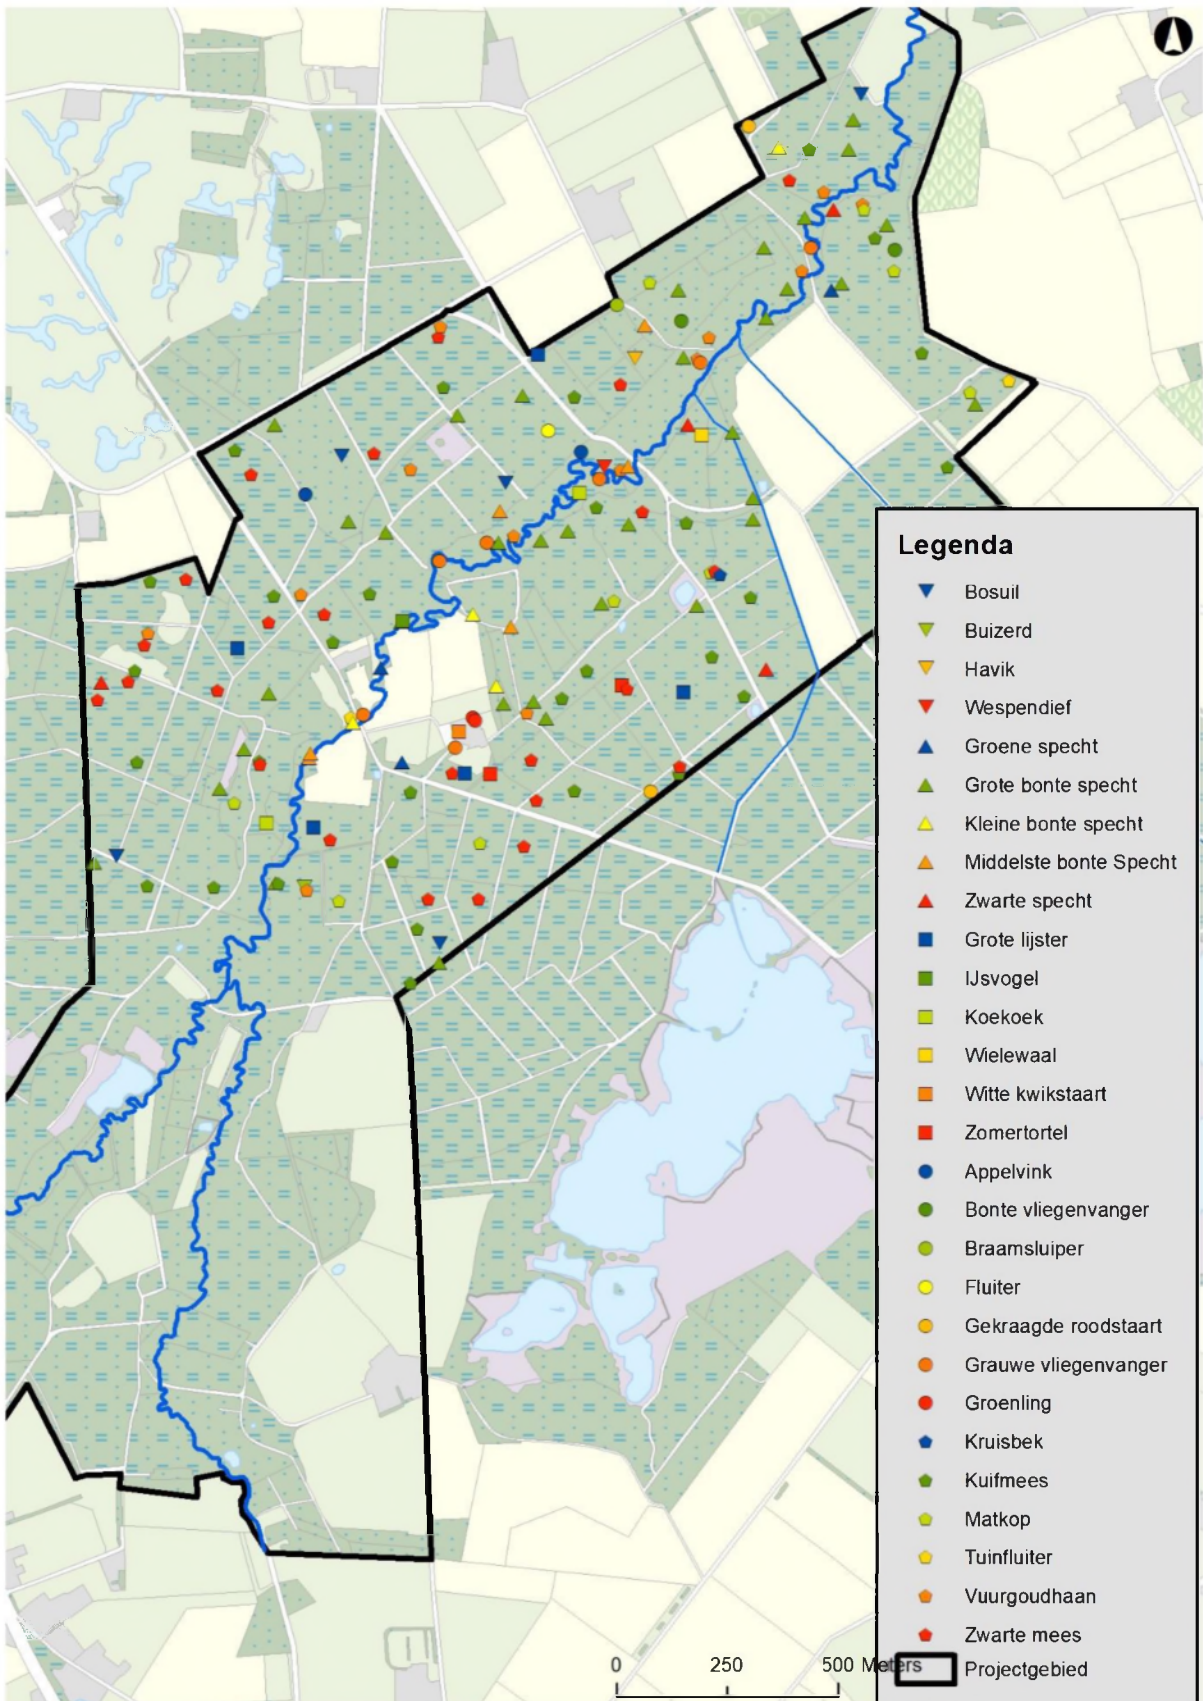 Legenda
Bosuil
Buizerd
Havik
Wespendief
Groene specht
Grote bonte specht
Kleine bonte specht
Middelste bonte Specht
Zwarte specht
Grote lijster
IJsvogel
Koekoek
Wielewaal
Witte kwikstaart
Zomertortel
Appelvink
Bonte vliegenvanger
Braamsluiper
Fluiter
Gekraagde roodstaart
Grauwe vliegenvanger
Groenling
Kruisbek
Kuifmees
Matkop
Tuinfluiter
Vuurgoudhaan
Zwarte mees
Projectgebied
0 250 500 Meters